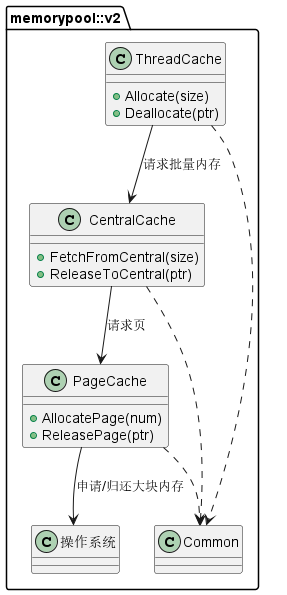 memorypool::v2
C ThreadCache
Allocate(size)
Deallocate(ptr)
请求批量内存
C CentralCache
FetchFromCentral(size)
ReleaseToCentral(ptr)
请求页
C PageCache
AllocatePage(num)
ReleasePage(ptr)
申请/归还大块内存
C 操作系统
C Common